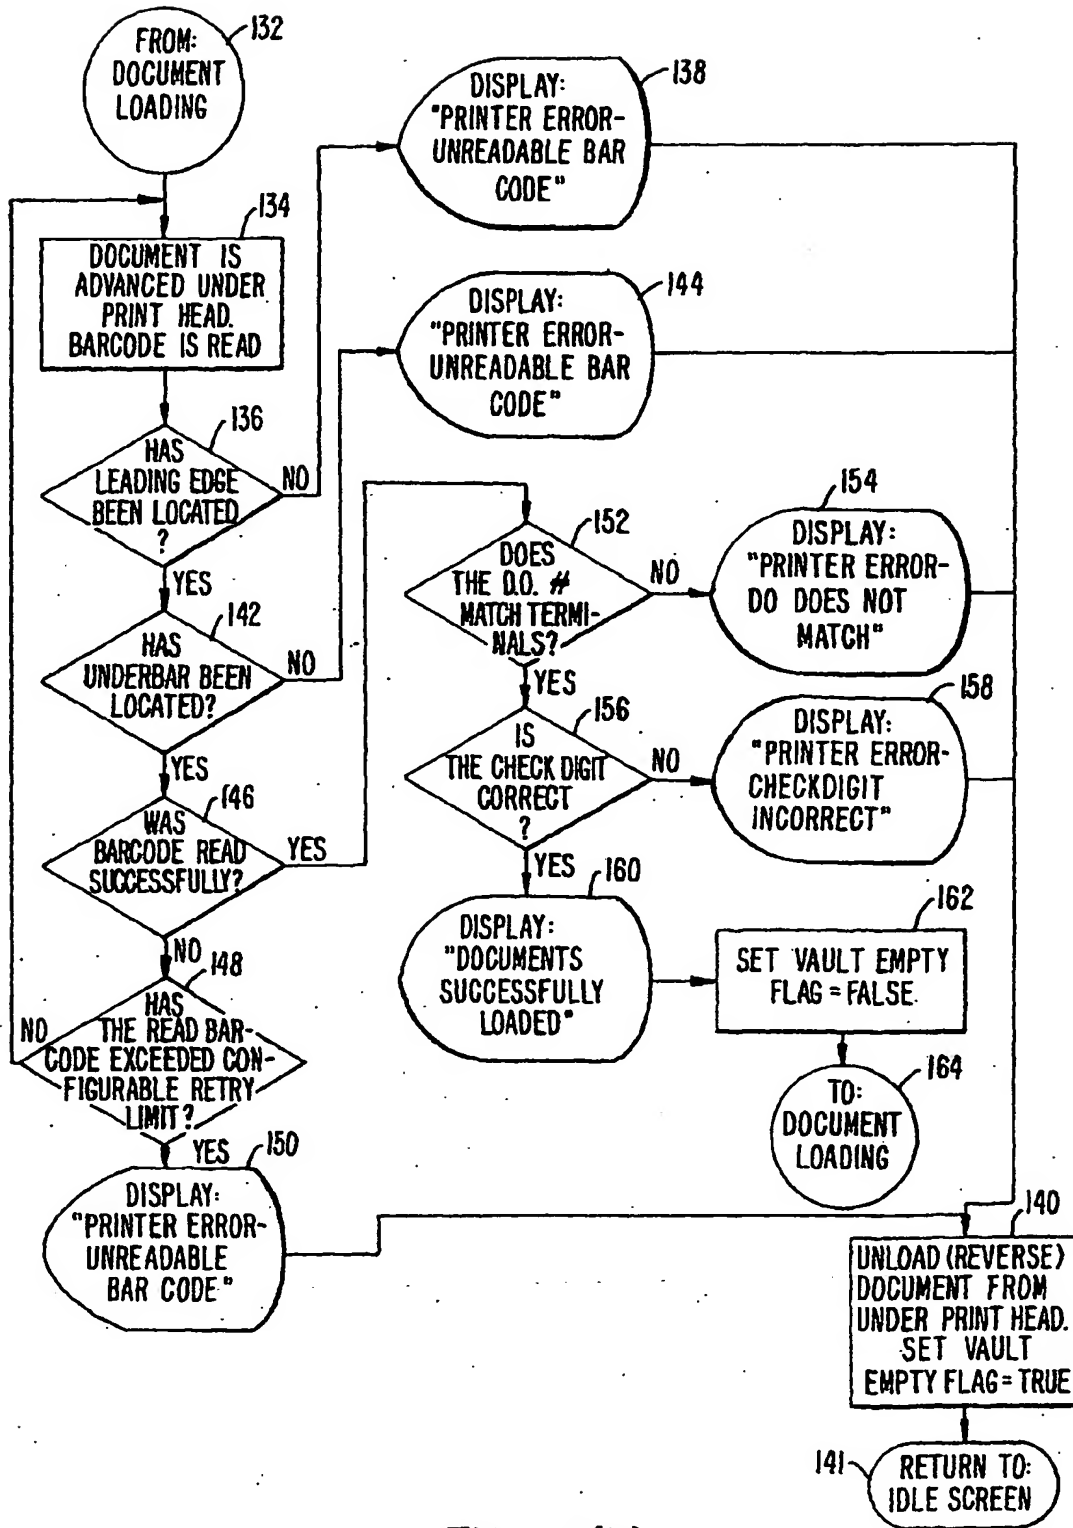 FROM:
DOCUMENT
LOADING
132
134
DOCUMENT IS
ADVANCED UNDER
PRINT HEAD.
BARCODE IS READ
136
HAS
LEADING EDGE
BEEN LOCATED
?
NO
YES
138
DISPLAY:
"PRINTER ERROR-
UNREADABLE BAR
CODE"
142
HAS
UNDERBAR BEEN
LOCATED?
NO
YES
144
DISPLAY:
"PRINTER ERROR-
UNREADABLE BAR
CODE"
146
WAS
BARCODE READ
SUCCESSFULLY?
YES
NO
148
HAS
THE READ BAR-
CODE EXCEEDED CON-
FIGURABLE RETRY
LIMIT?
NO
YES
150
DISPLAY:
"PRINTER ERROR-
UNREADABLE
BAR CODE"
152
DOES
THE D.O. #
MATCH TERMI-
NALS?
NO
YES
154
DISPLAY:
"PRINTER ERROR-
DO DOES NOT
MATCH"
156
IS
THE CHECK DIGIT
CORRECT
?
NO
YES
158
DISPLAY:
"PRINTER ERROR-
CHECKDIGIT
INCORRECT"
160
DISPLAY:
"DOCUMENTS
SUCCESSFULLY
LOADED"
162
SET VAULT EMPTY
FLAG = FALSE.
164
TO:
DOCUMENT
LOADING
140
UNLOAD (REVERSE)
DOCUMENT FROM
UNDER PRINT HEAD.
SET VAULT
EMPTY FLAG = TRUE
141
RETURN TO:
IDLE SCREEN